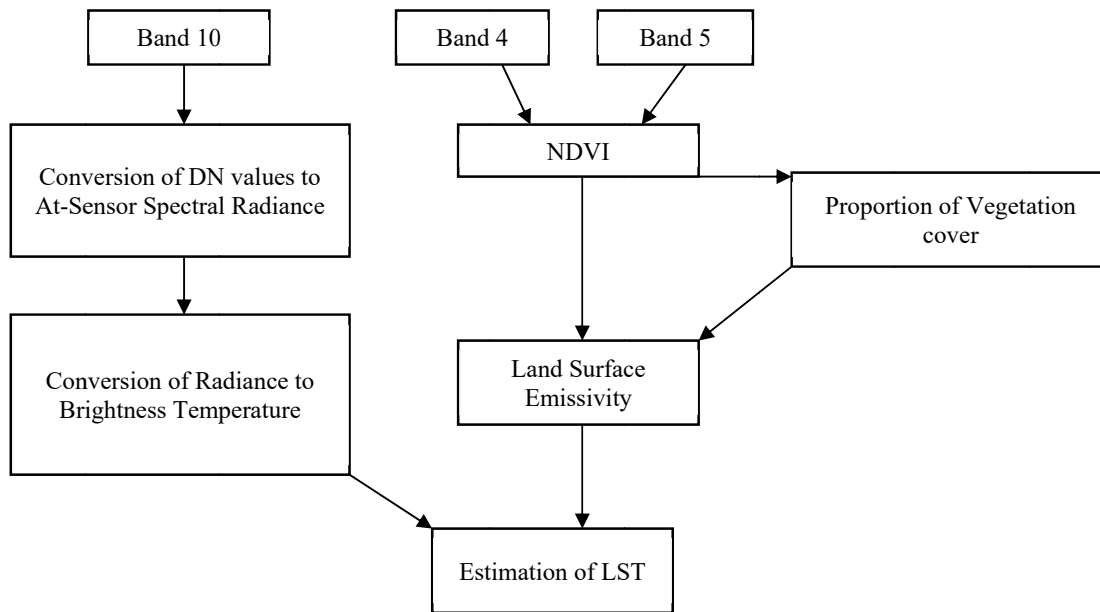 Band 10
Band 4
Band 5
Conversion of DN values to
At-Sensor Spectral Radiance
NDVI
Proportion of Vegetation
cover
Conversion of Radiance to
Brightness Temperature
Land Surface
Emissivity
Estimation of LST